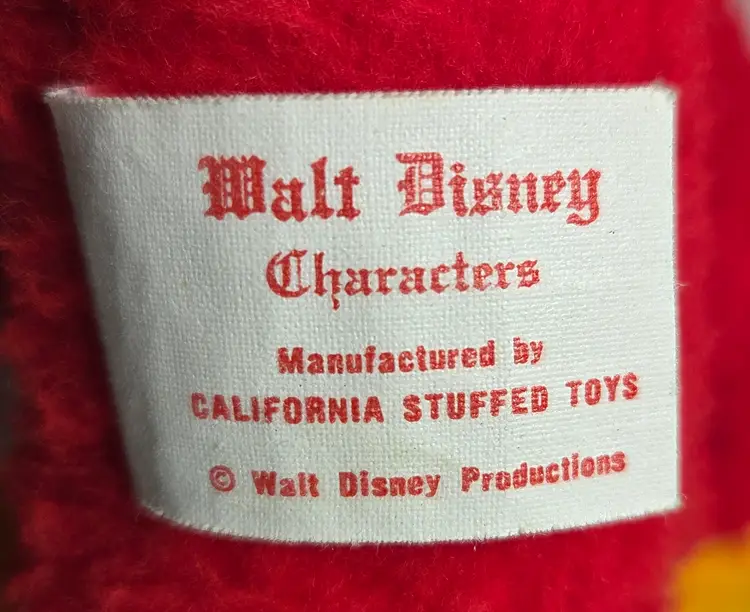 Walt Disney
Characters
Manufactured by
CALIFORNIA STUFFED TOYS
© Walt Disney Productions